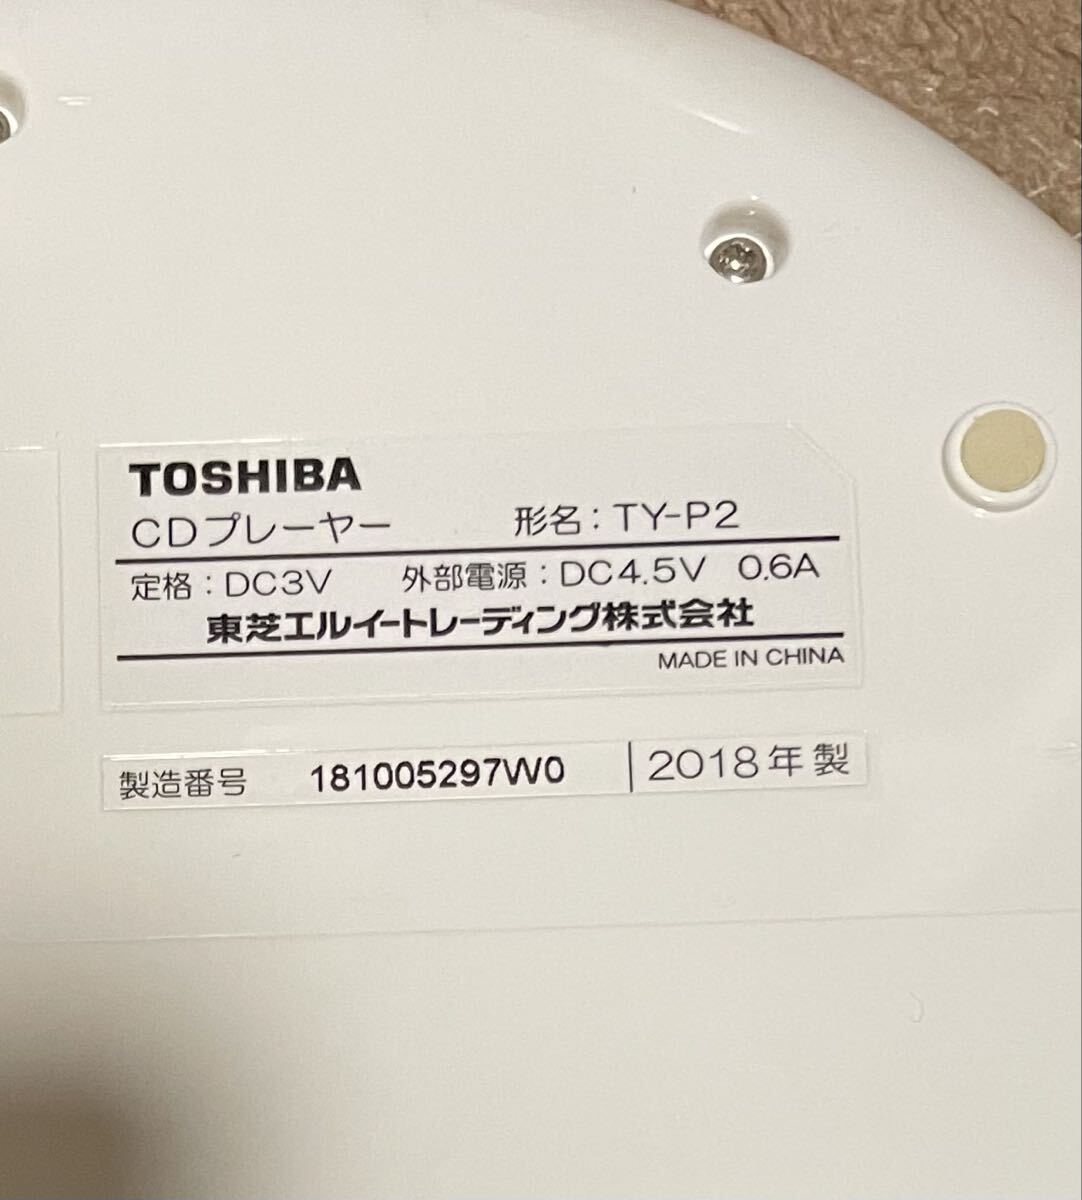 TOSHIBA
CDプレーヤー 形名：TY-P2
定格：DC3V 外部電源：DC4.5V 0.6A
東芝エルイートレーディング株式会社
MADE IN CHINA
製造番号 181005297W0 2018年製